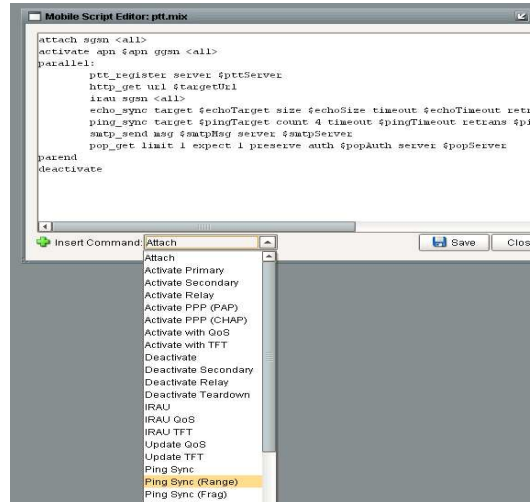 Mobile Script Editor: ptt.mix
attach sgsn <all>
activate apn $apn ggsn <all>
parallel:
ptt_register server $pttServer
http_get url $targetUrl
irau sgsn <all>
echo_sync target $echoTarget size $echoSize timeout $echoTimeout retr
ping_sync target $pingTarget count 4 timeout $pingTimeout retrans $pi
smtp_send msg $smtpMsg server $smtpServer
pop_get limit 1 expect 1 preserve auth $popAuth server $popServer
parend
deactivate
Insert Command: Attach
Save
Clos
Attach
Activate Primary
Activate Secondary
Activate Relay
Activate PPP (PAP)
Activate PPP (CHAP)
Activate with QoS
Activate with TFT
Deactivate
Deactivate Secondary
Deactivate Relay
Deactivate Teardown
IRAU
IRAU QoS
IRAU TFT
Update QoS
Update TFT
Ping Sync
Ping Sync (Range)
Ping Sync (Frag)